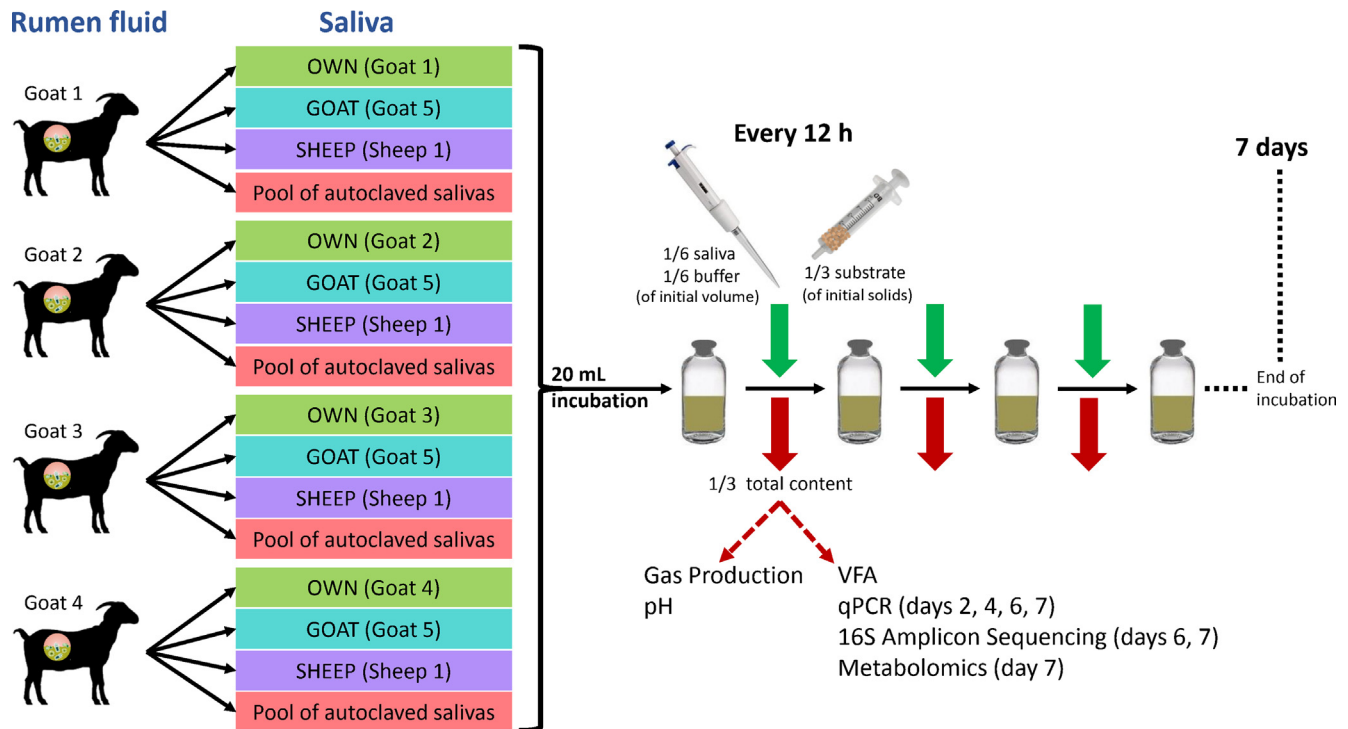 Rumen fluid
Saliva
Goat 1
OWN (Goat 1)
GOAT (Goat 5)
SHEEP (Sheep 1)
Pool of autoclaved salivas
Goat 2
OWN (Goat 2)
GOAT (Goat 5)
SHEEP (Sheep 1)
Pool of autoclaved salivas
Goat 3
OWN (Goat 3)
GOAT (Goat 5)
SHEEP (Sheep 1)
Pool of autoclaved salivas
Goat 4
OWN (Goat 4)
GOAT (Goat 5)
SHEEP (Sheep 1)
Pool of autoclaved salivas
20 mL
incubation
Every 12 h
1/6 saliva
1/6 buffer
(of initial volume)
1/3 substrate
(of initial solids)
1/3 total content
Gas Production
pH
VFA
qPCR (days 2, 4, 6, 7)
16S Amplicon Sequencing (days 6, 7)
Metabolomics (day 7)
7 days
End of
incubation